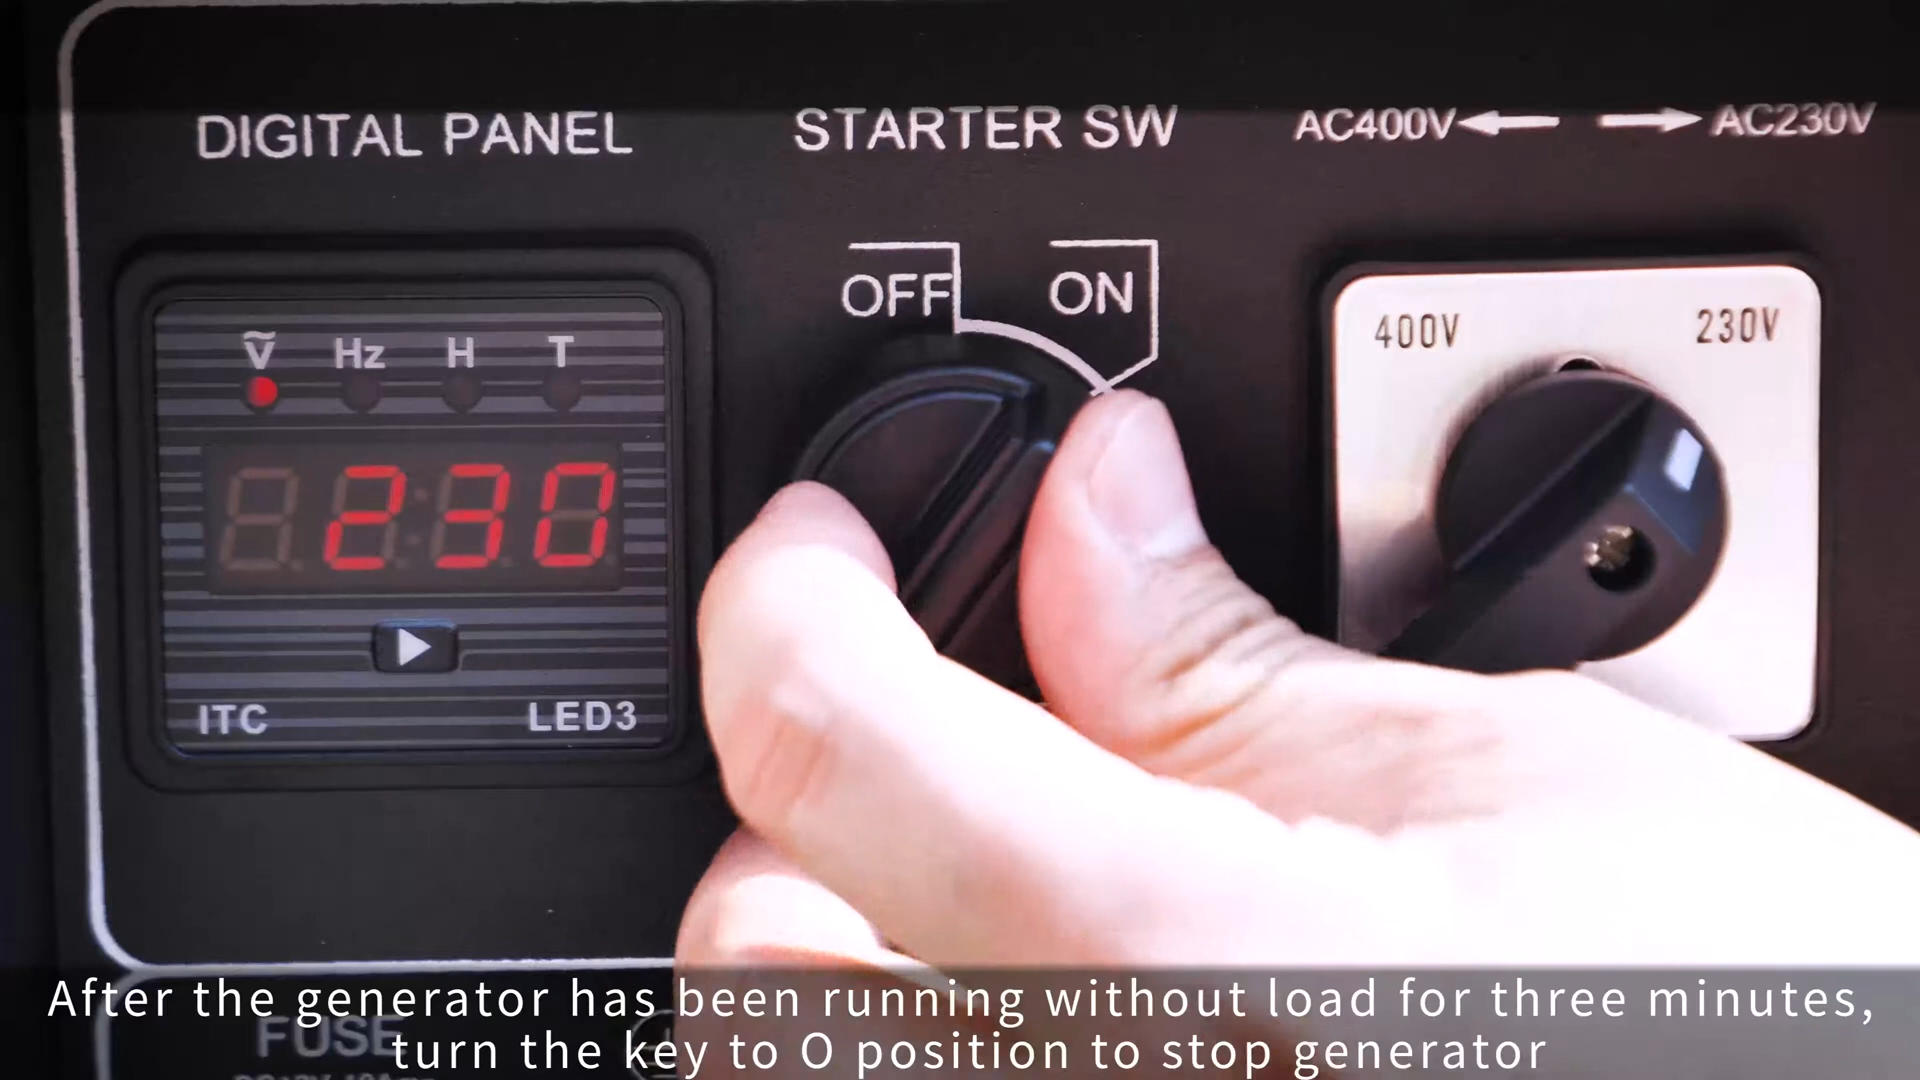 DIGITAL PANEL
STARTER SW
AC400V
AC230V
OFF
ON
400V
230V
V
Hz
H
T
230
ITC
LED3
FUSE
After the generator has been running without load for three minutes,
turn the key to O position to stop generator